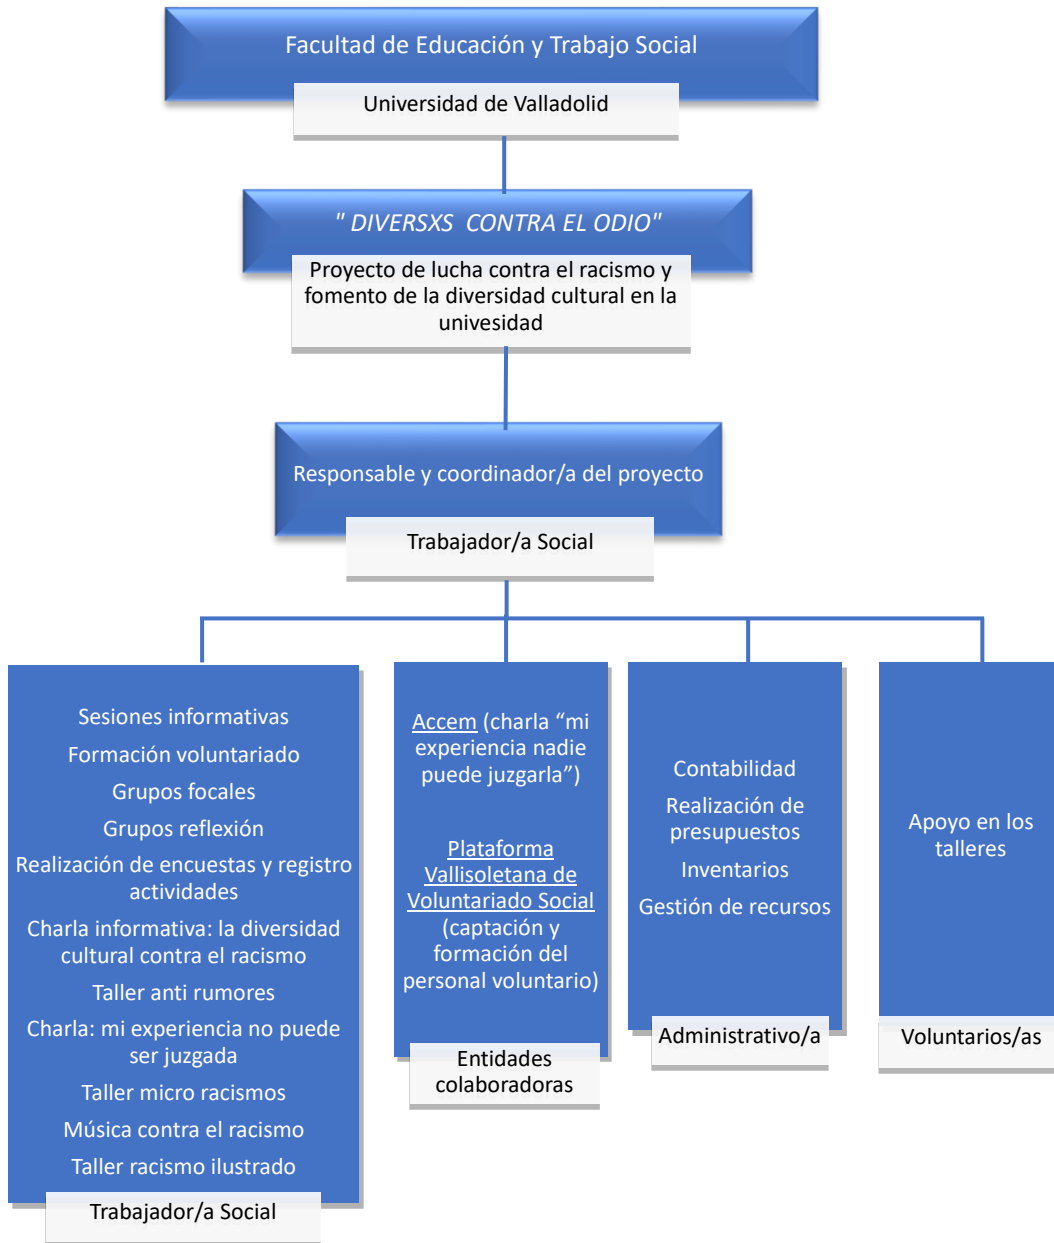 Facultad de Educación y Trabajo Social
Universidad de Valladolid
" DIVERSXS  CONTRA EL ODIO"
Proyecto de lucha contra el racismo y
fomento de la diversidad cultural en la
univesidad
Responsable y coordinador/a del proyecto
Trabajador/a Social
Sesiones informativas
Formación voluntariado
Grupos focales
Grupos reflexión
Realización de encuestas y registro
actividades
Charla informativa: la diversidad
cultural contra el racismo
Taller anti rumores
Charla: mi experiencia no puede
ser juzgada
Taller micro racismos
Música contra el racismo
Taller racismo ilustrado
Trabajador/a Social
Accem (charla “mi
experiencia nadie
puede juzgarla”)
Plataforma
Vallisoletana de
Voluntariado Social
(captación y
formación del
personal voluntario)
Entidades
colaboradoras
Contabilidad
Realización de
presupuestos
Inventarios
Gestión de recursos
Administrativo/a
Apoyo en los
talleres
Voluntarios/as